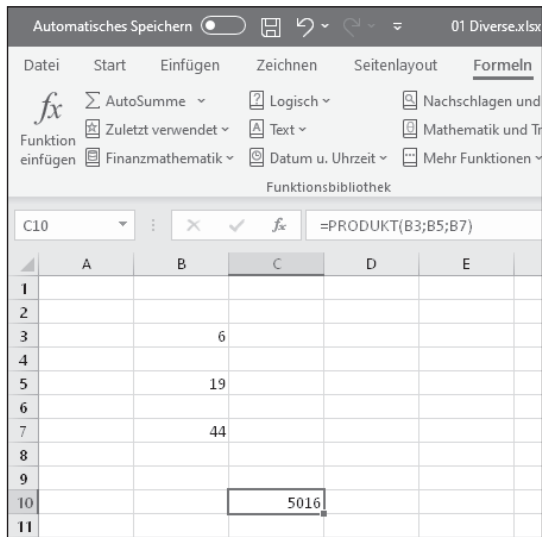 Automatisches Speichern 01 Diverse.xlsx
Datei Start Einfügen Zeichnen Seitenlayout Formeln
fx Funktion einfügen
AutoSumme ? Logisch Nachschlagen und
Zuletzt verwendet A Text Mathematik und
Finanzmathematik Datum u. Uhrzeit Mehr Funktionen
Funktionsbibliothek
C10 fx =PRODUKT(B3;B5;B7)
A B C D E
1
2
3 6
4
5 19
6
7 44
8
9
10 5016
11